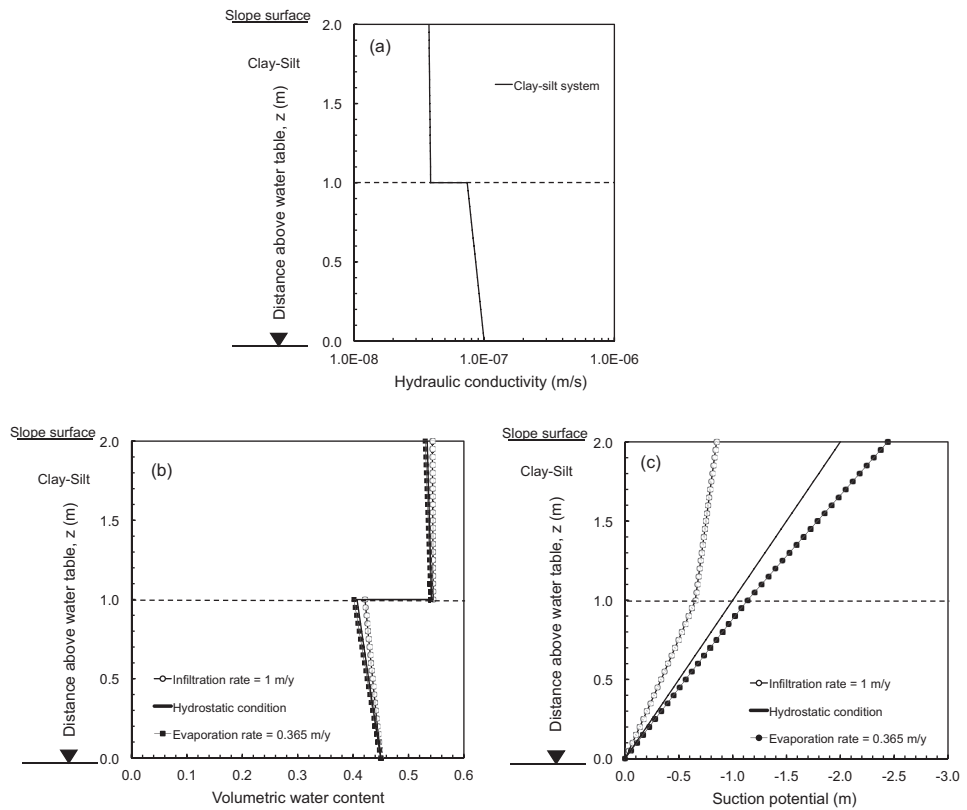 Slope surface
Clay-Silt
Distance above water table, z (m)
2.0
1.5
1.0
0.5
0.0
(a)
Clay-silt system
1.0E-08
1.0E-07
1.0E-06
Hydraulic conductivity (m/s)
Slope surface
Clay-Silt
Distance above water table, z (m)
2.0
1.5
1.0
0.5
0.0
(b)
Infiltration rate = 1 m/y
Hydrostatic condition
Evaporation rate = 0.365 m/y
0.0 0.1 0.2 0.3 0.4 0.5 0.6
Volumetric water content
Slope surface
Clay-Silt
Distance above water table, z (m)
2.0
1.5
1.0
0.5
0.0
(c)
Infiltration rate = 1 m/y
Hydrostatic condition
Evaporation rate = 0.365 m/y
0.0 -0.5 -1.0 -1.5 -2.0 -2.5 -3.0
Suction potential (m)